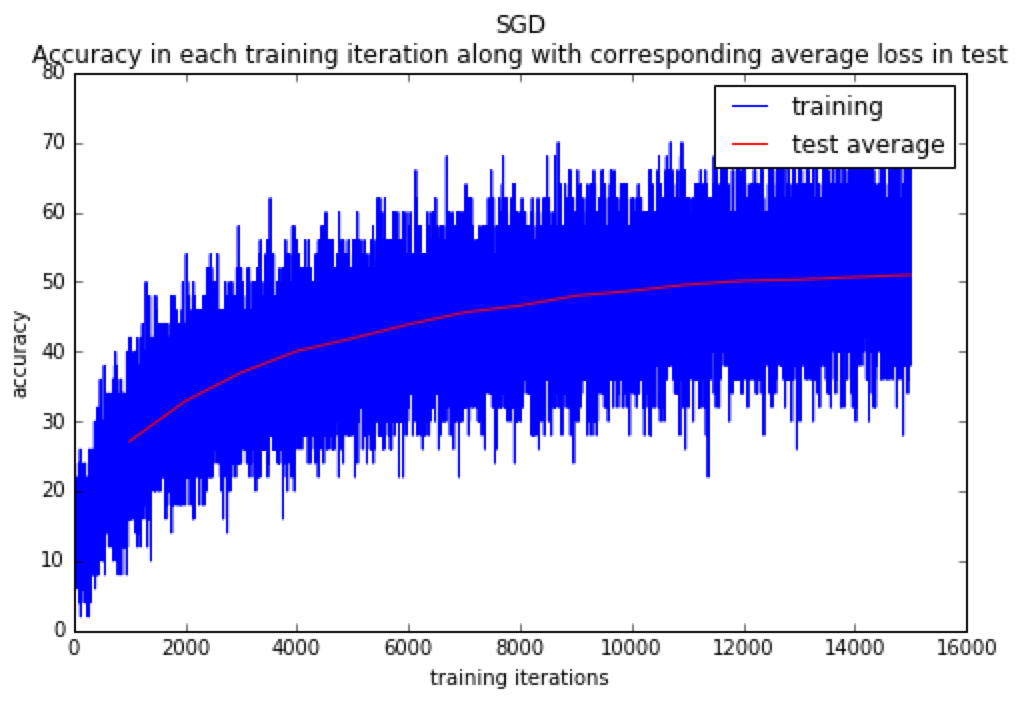 SGD
Accuracy in each training iteration along with corresponding average loss in test
80
70
60
50
40
30
20
10
0
accuracy
training
test average
0 2000 4000 6000 8000 10000 12000 14000 16000
training iterations